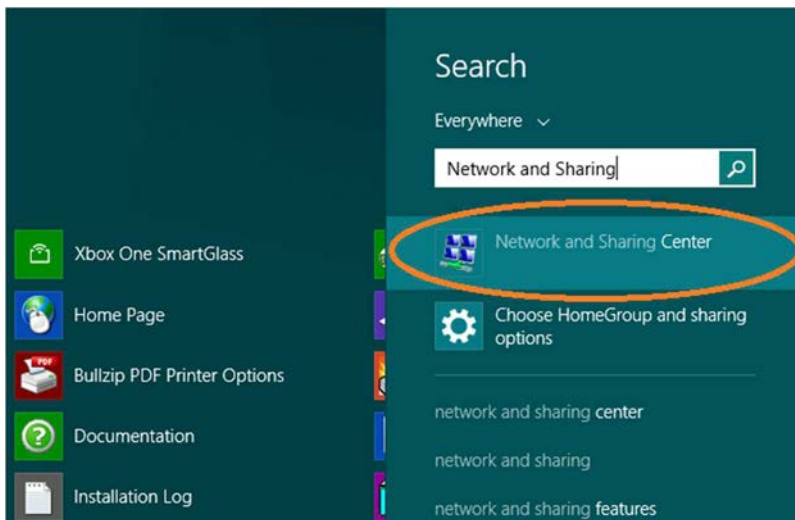 Search
Everywhere
Network and Sharing
Network and Sharing Center
Choose HomeGroup and sharing
options
network and sharing center
network and sharing
network and sharing features
Xbox One SmartGlass
Home Page
PDF
Bullzip PDF Printer Options
Documentation
Installation Log